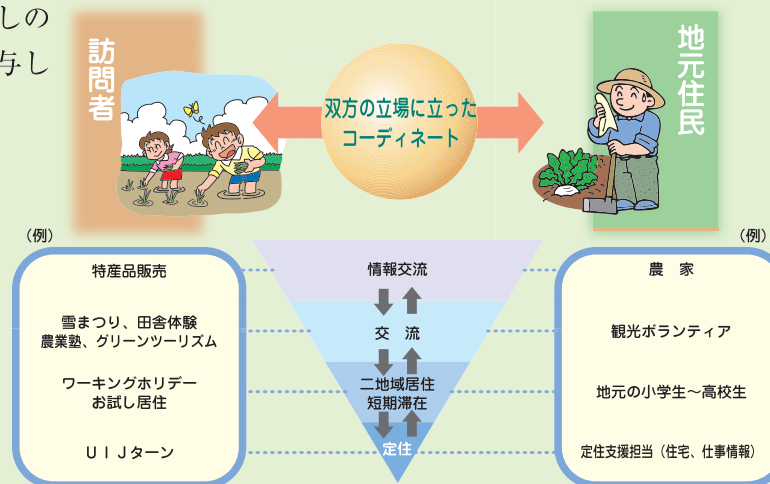 しの
与し
訪問者
双方の立場に立った
コーディネート
地元住民
（例）
（例）
特産品販売
情報交流
農　家
雪まつり、田舎体験
農業塾、グリーンツーリズム
交　流
観光ボランティア
ワーキングホリデー
お試し居住
二地域居住
短期滞在
地元の小学生～高校生
ＵＩＪターン
定住
定住支援担当（住宅、仕事情報）